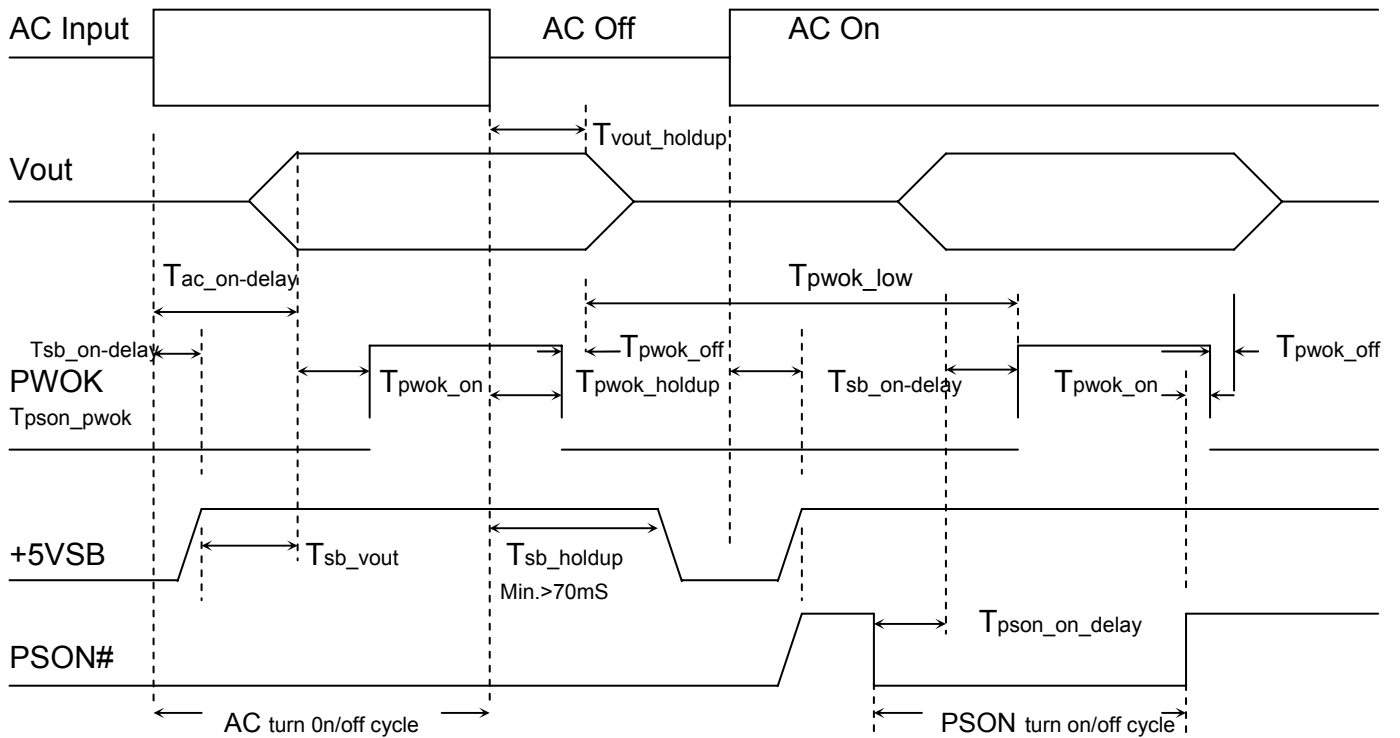 AC Input
AC Off
AC On
Tvout_holdup
Vout
Tac_on-delay
Tpwok_low
Tsb_on-delay
Tpwok_off
Tpwok_off
PWOK
Tpwok_on
Tpwok_holdup
Tsb_on-delay
Tpwok_on
Tpson_pwok
+5VSB
Tsb_vout
Tsb_holdup
Min.>70mS
Tpson_on_delay
PSON#
AC turn 0n/off cycle
PSON turn on/off cycle